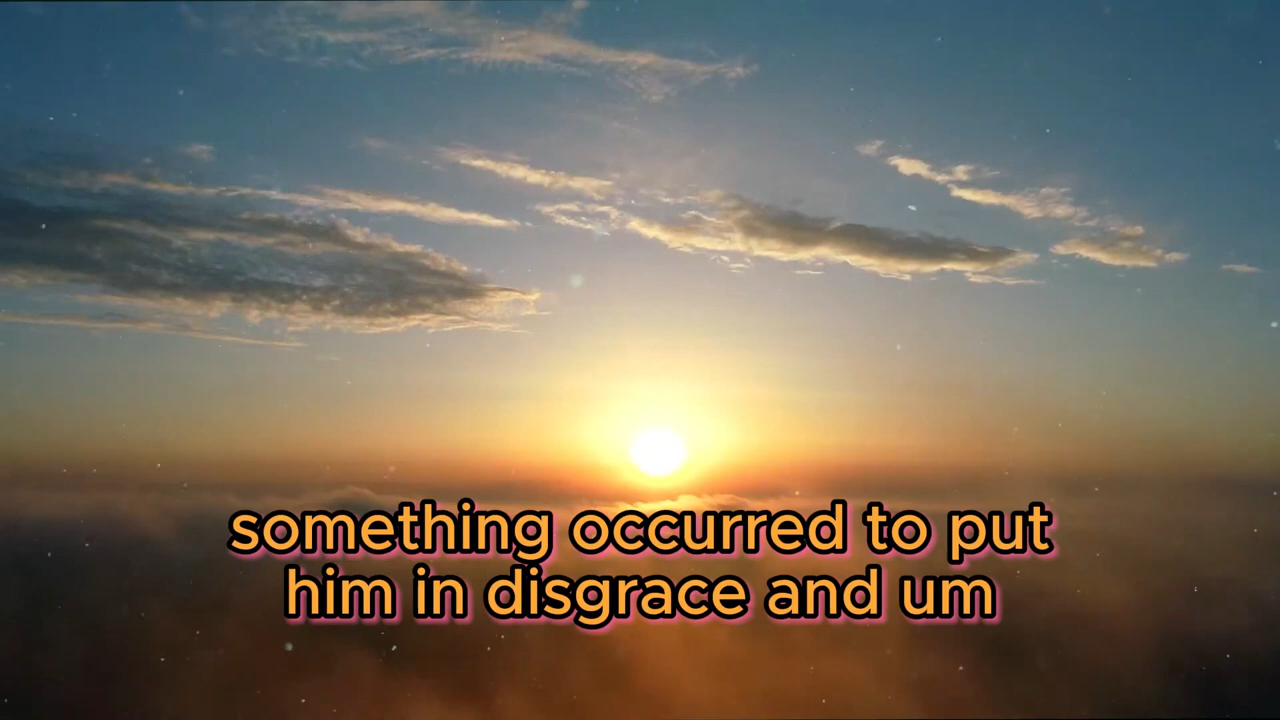 something occurred to put
him in disgrace and um